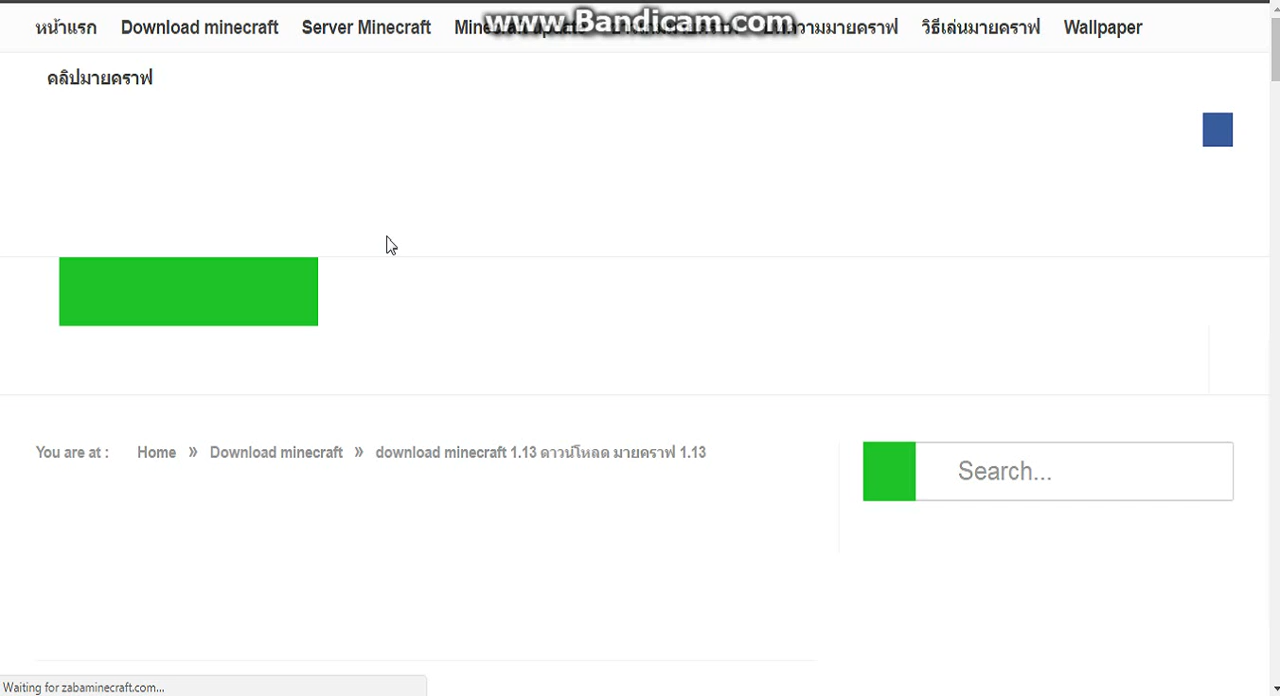 www.Bandicam.com
หน้าแรก Download minecraft Server Minecraft วิธีเล่นมายคราฟ Wallpaper
คลิปมายคราฟ
You are at : Home » Download minecraft » download minecraft 1.13 ดาวน์โหลด มายคราฟ 1.13
Search...
Waiting for zabaminecraft.com...